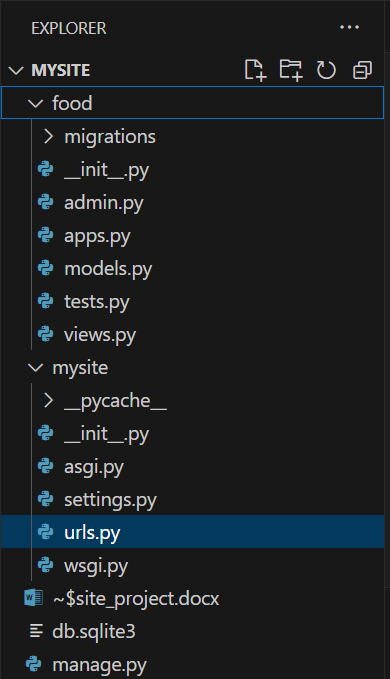 EXPLORER
MYSITE
food
migrations
__init__.py
admin.py
apps.py
models.py
tests.py
views.py
mysite
__pycache__
__init__.py
asgi.py
settings.py
urls.py
wsgi.py
~$site_project.docx
db.sqlite3
manage.py